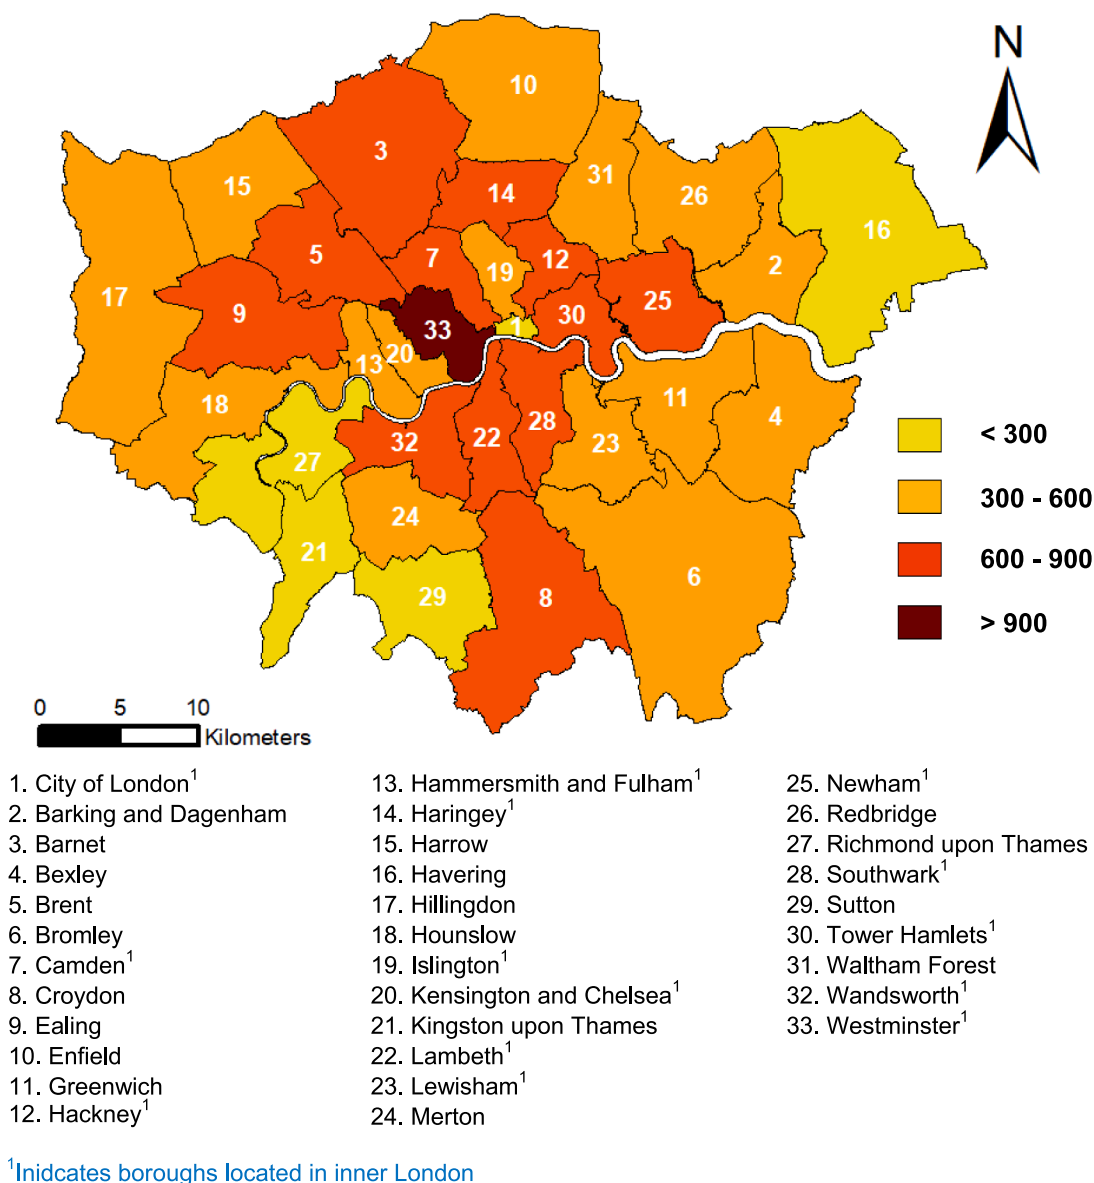 N
10
3
15
14
31
26
16
5
7
19
12
2
17
9
33
1
30
25
13
20
18
11
4
32
22
28
23
27
24
21
29
8
6
< 300
300 - 600
600 - 900
> 900
0 5 10
Kilometers
1. City of London¹
2. Barking and Dagenham
3. Barnet
4. Bexley
5. Brent
6. Bromley
7. Camden¹
8. Croydon
9. Ealing
10. Enfield
11. Greenwich
12. Hackney¹
13. Hammersmith and Fulham¹
14. Haringey¹
15. Harrow
16. Havering
17. Hillingdon
18. Hounslow
19. Islington¹
20. Kensington and Chelsea¹
21. Kingston upon Thames
22. Lambeth¹
23. Lewisham¹
24. Merton
25. Newham¹
26. Redbridge
27. Richmond upon Thames
28. Southwark¹
29. Sutton
30. Tower Hamlets¹
31. Waltham Forest
32. Wandsworth¹
33. Westminster¹
¹Inidcates boroughs located in inner London